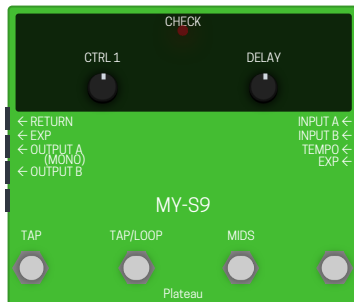 CHECK
CTRL 1 DELAY
← RETURN
← EXP
← OUTPUT A
(MONO)
← OUTPUT B
INPUT A ←
INPUT B ←
TEMPO ←
EXP ←
MY-S9
TAP TAP/LOOP MIDS
Plateau